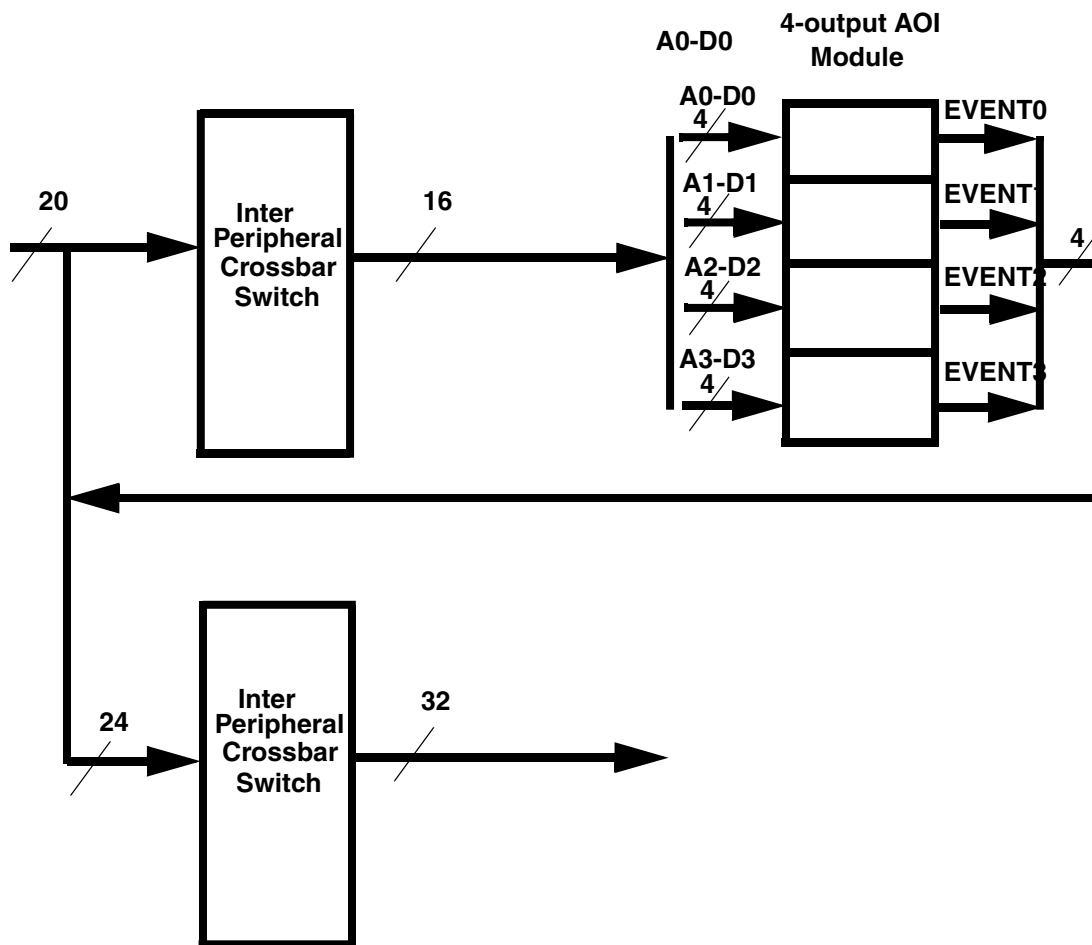 4-output AOI
Module
A0-D0
A0-D0
4
EVENT0
A1-D1
4
EVENT1
20
16
Inter
Peripheral
Crossbar
Switch
4
A2-D2
4
EVENT2
A3-D3
4
EVENT3
24
32
Inter
Peripheral
Crossbar
Switch